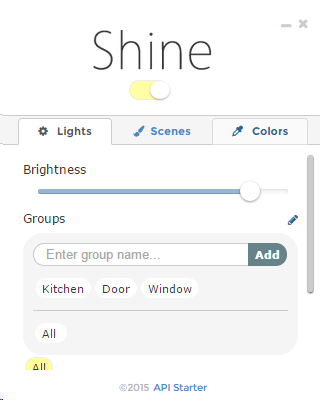 Shine
Lights Scenes Colors
Brightness
Groups
Enter group name... Add
Kitchen Door Window
All
All
©2015 API Starter